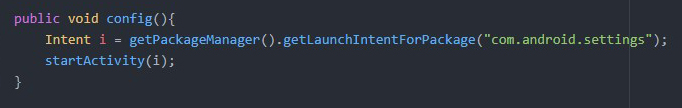 public void config(){
    Intent i = getPackageManager().getLaunchIntentForPackage("com.android.settings");
    startActivity(i);
}